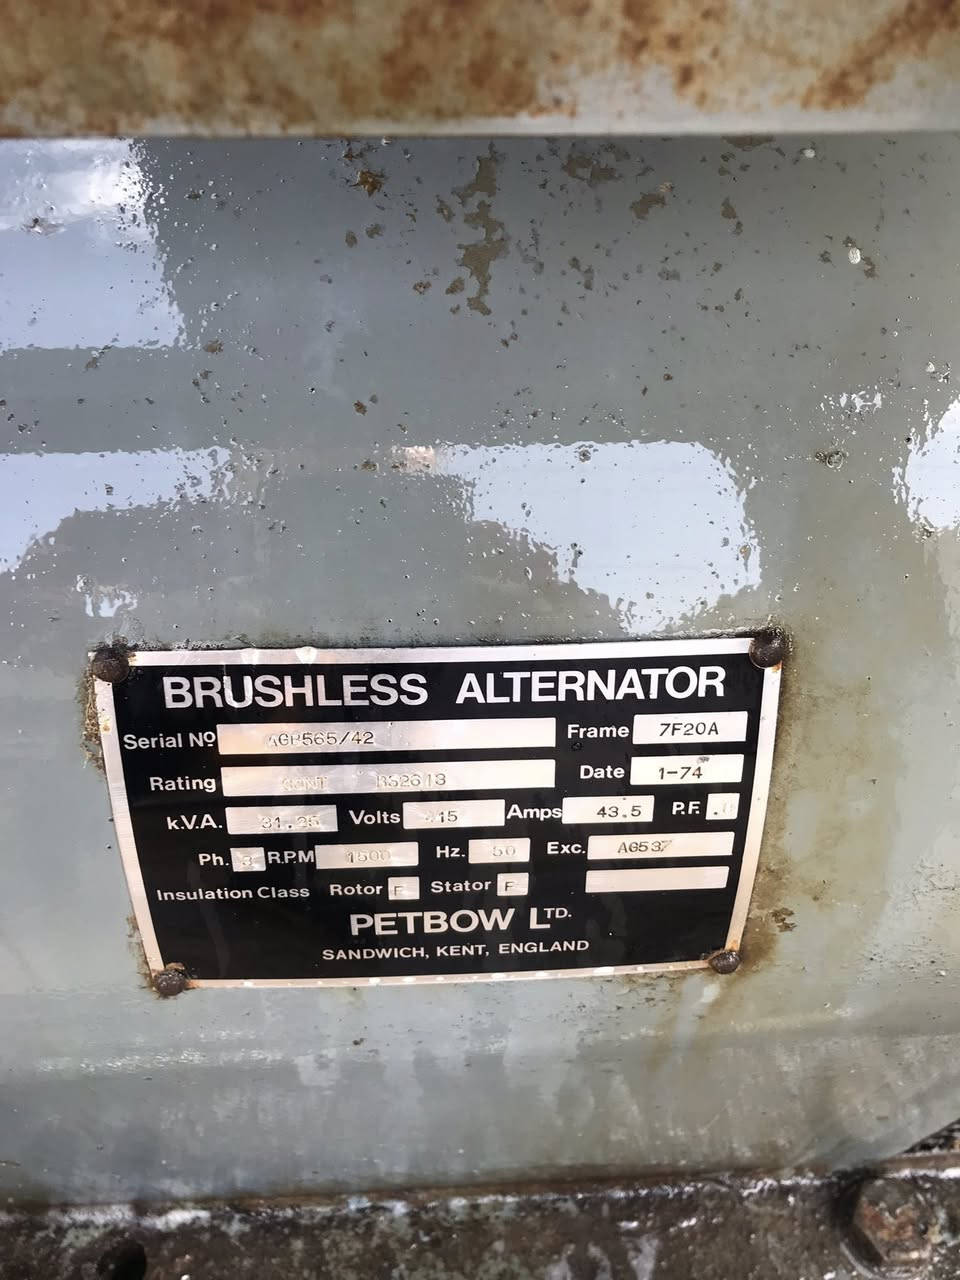 BRUSHLESS ALTERNATOR
Serial Nº AGB565/42 Frame 7F20A
Rating CONT BS2613 Date 1-74
k.V.A. 31.25 Volts 415 Amps 43.5 P.F.
Ph. 3 R.P.M 1500 Hz. 50 Exc. AG537
Insulation Class Rotor F Stator F
PETBOW LTD.
SANDWICH, KENT, ENGLAND